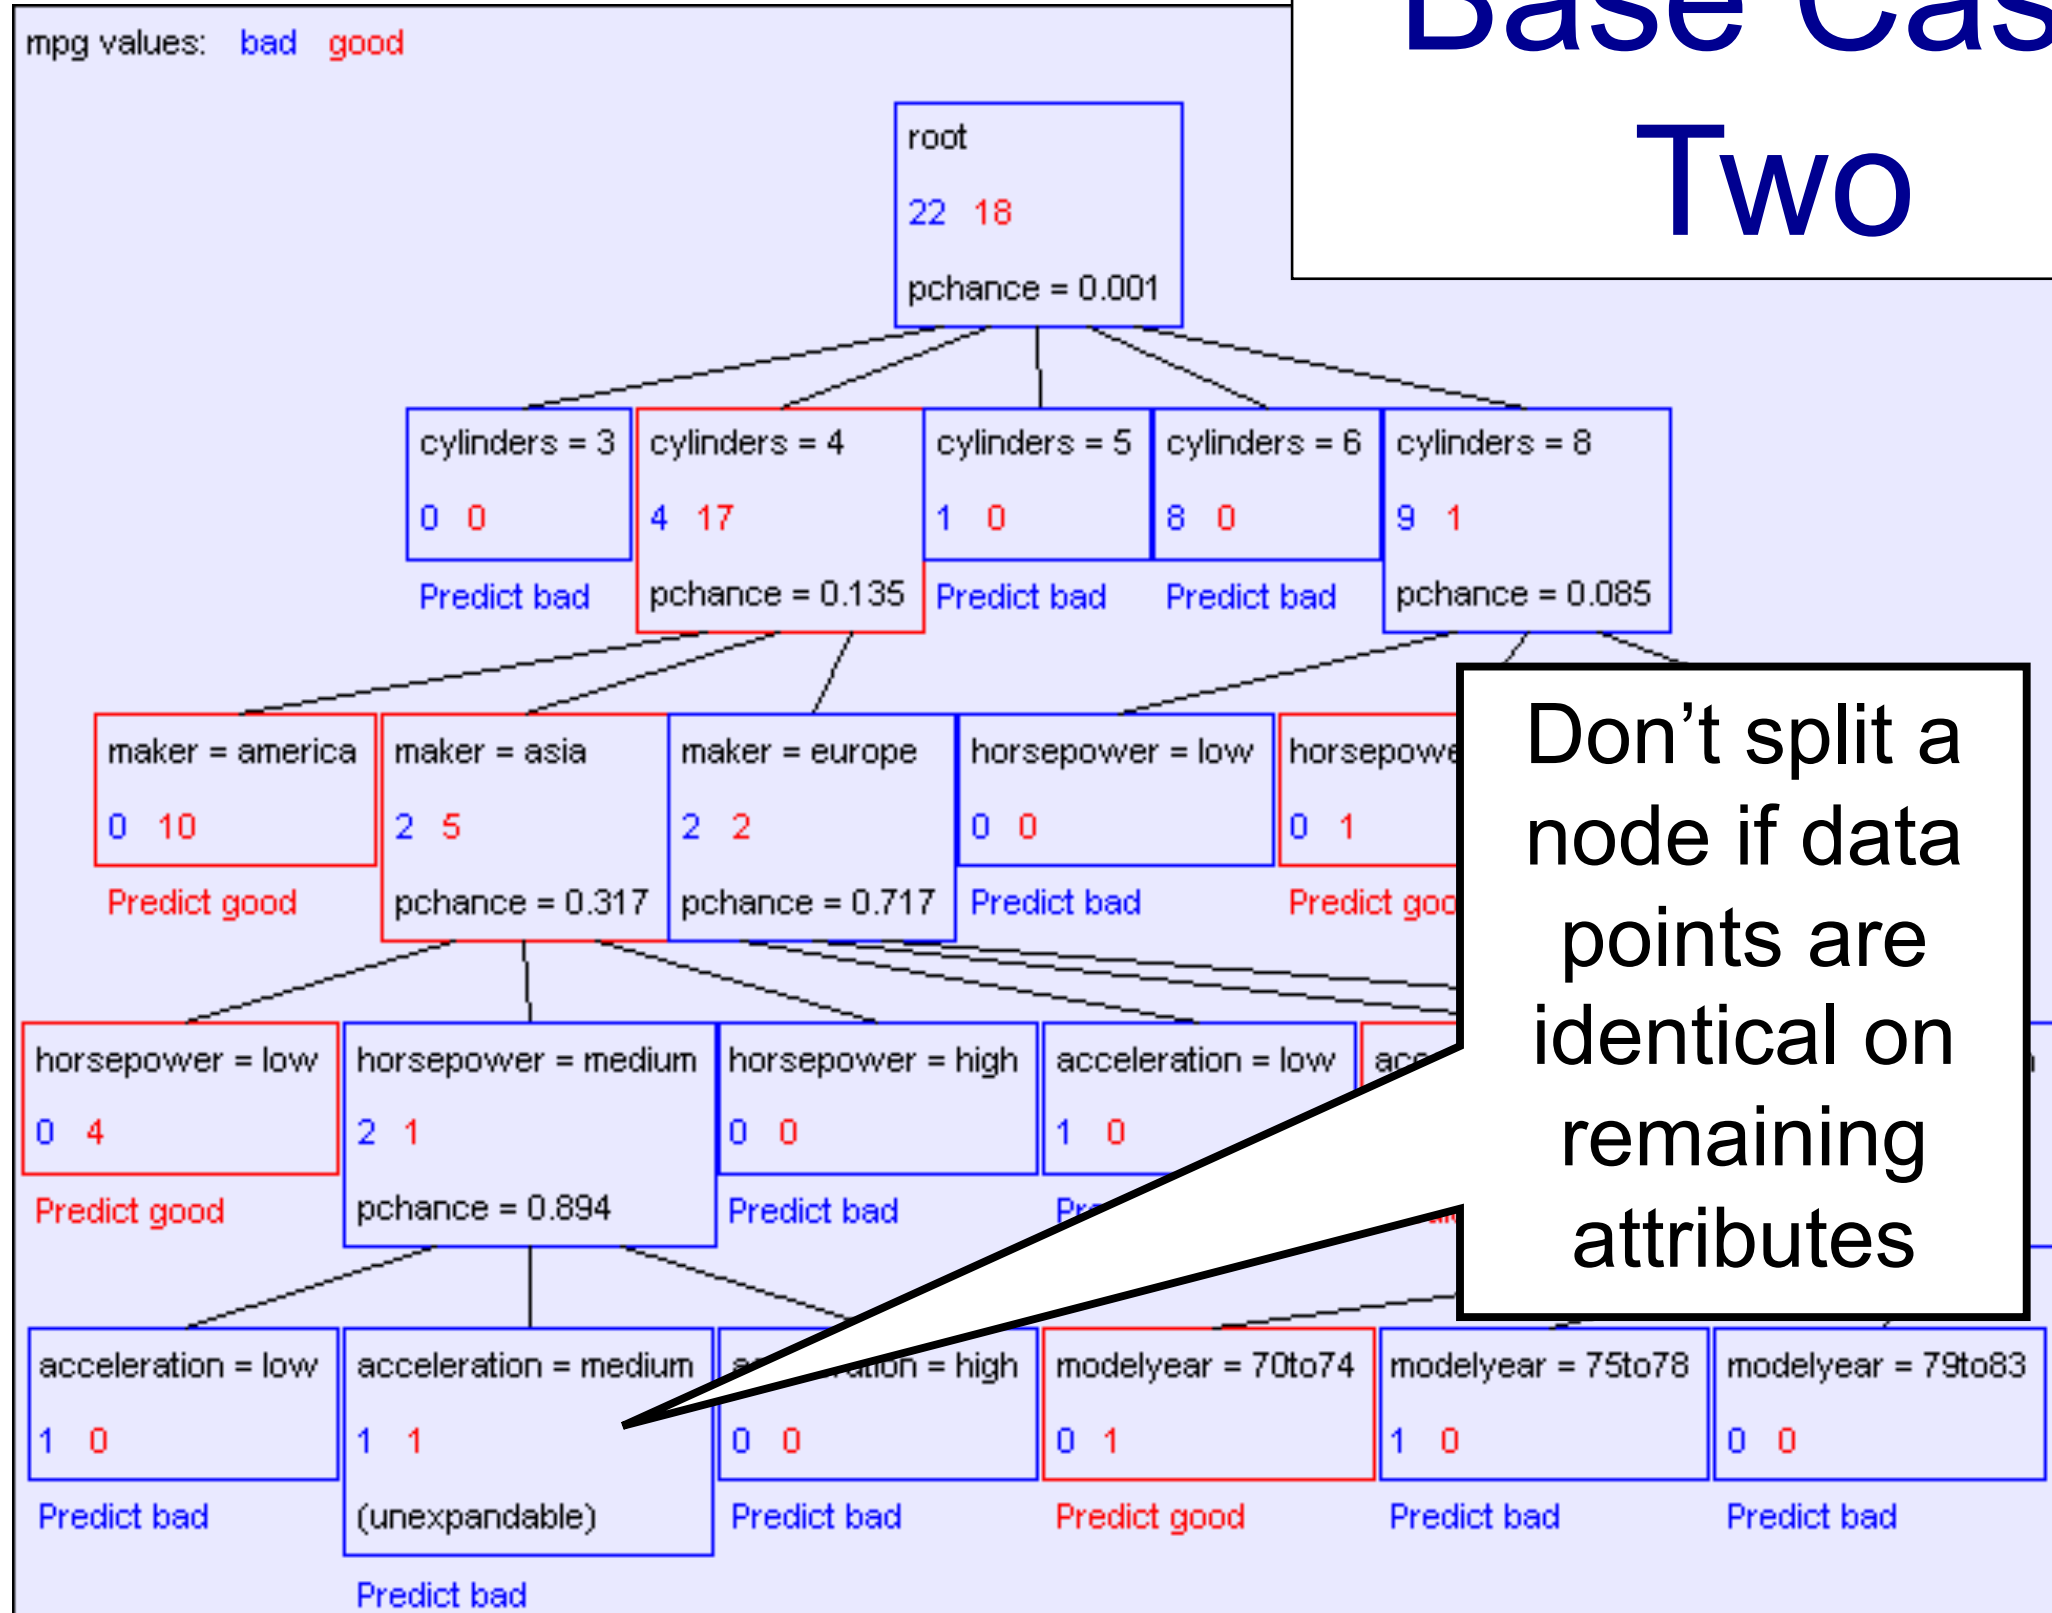 Base Cas
Two
mpg values: bad good
root
22 18
pchance = 0.001
cylinders = 3
0 0
Predict bad
cylinders = 4
4 17
pchance = 0.135
cylinders = 5
1 0
Predict bad
cylinders = 6
8 0
Predict bad
cylinders = 8
9 1
pchance = 0.085
maker = america
0 10
Predict good
maker = asia
2 5
pchance = 0.317
maker = europe
2 2
pchance = 0.717
horsepower = low
0 0
Predict bad
horsepowe
0 1
Predict goo
Don’t split a
node if data
points are
identical on
remaining
attributes
horsepower = low
0 4
Predict good
horsepower = medium
2 1
pchance = 0.894
horsepower = high
0 0
Predict bad
acceleration = low
1 0
acceleration = low
1 0
Predict bad
acceleration = medium
1 1
(unexpandable)
Predict bad
acceleration = high
0 0
Predict bad
modelyear = 70to74
0 1
Predict good
modelyear = 75to78
1 0
Predict bad
modelyear = 79to83
0 0
Predict bad